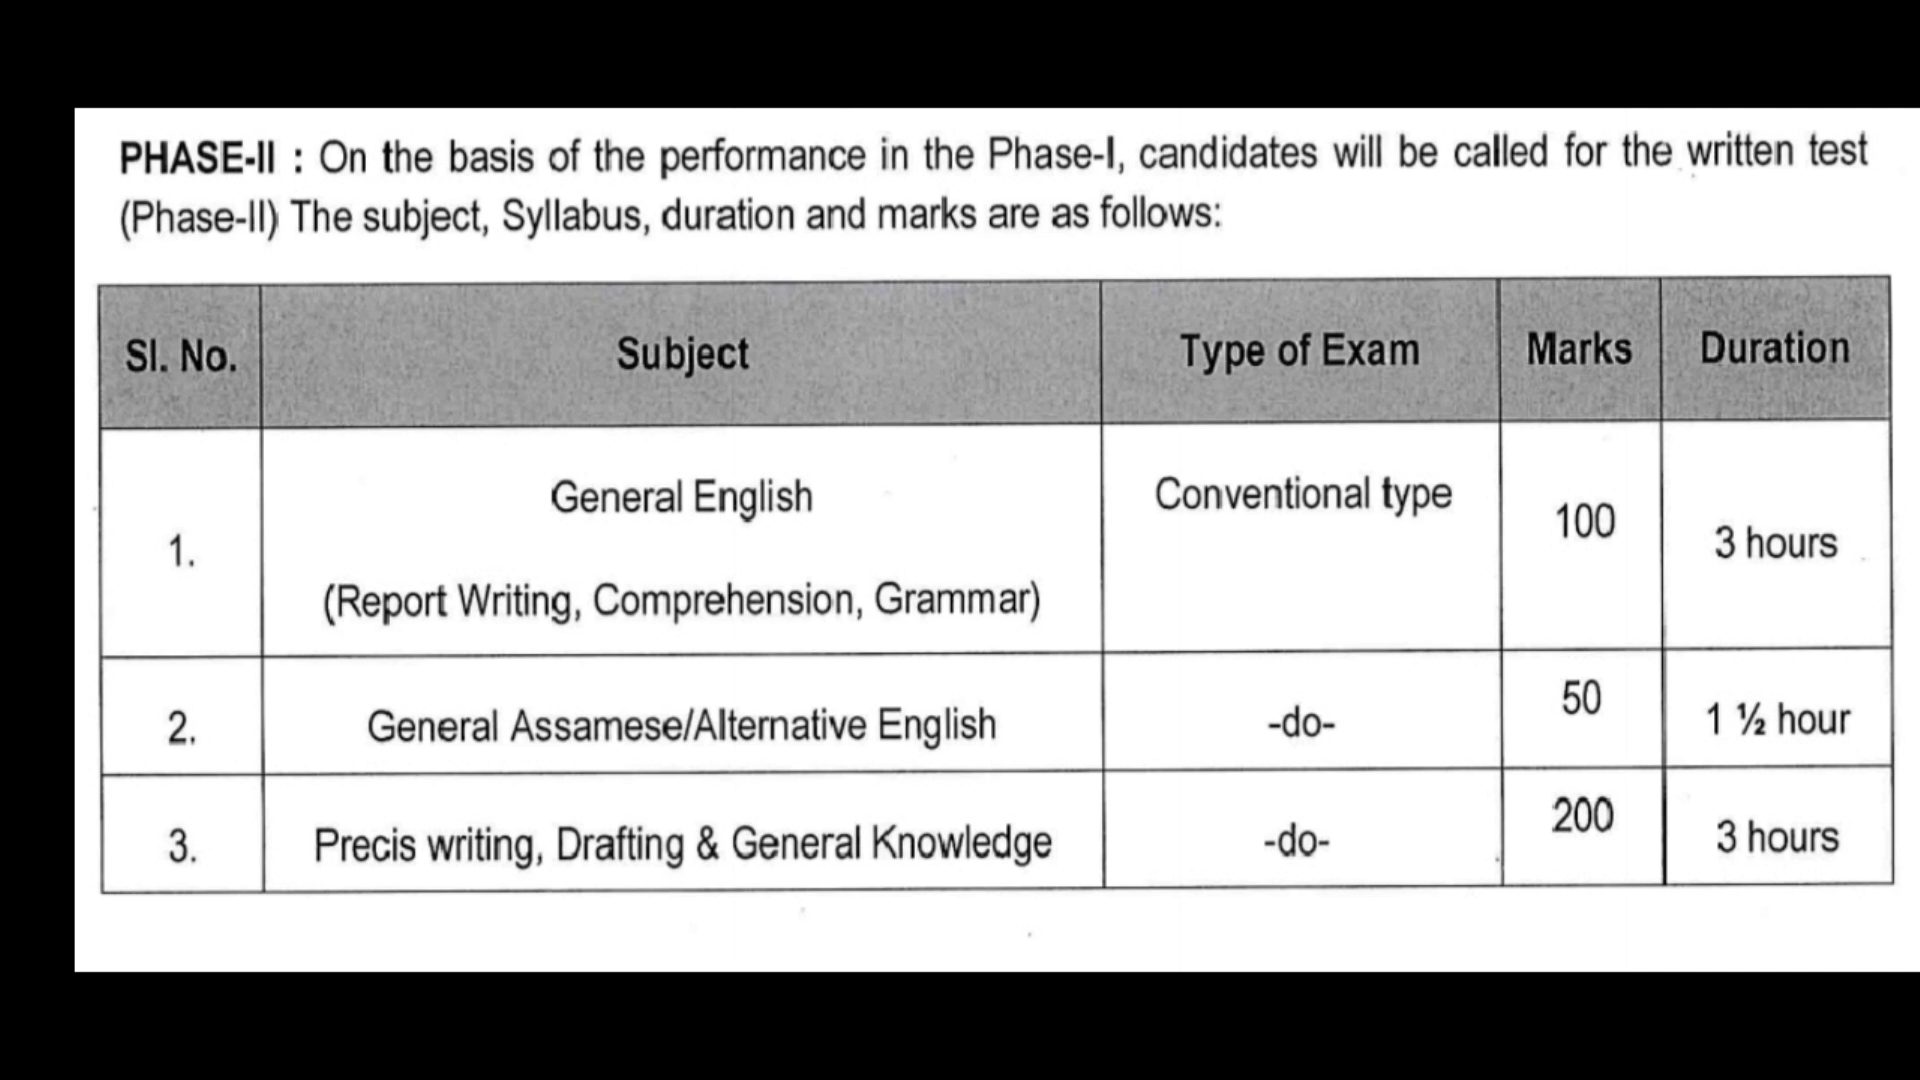 PHASE-II : On the basis of the performance in the Phase-I, candidates will be called for the written test
(Phase-II) The subject, Syllabus, duration and marks are as follows:
Sl. No. Subject Type of Exam Marks Duration
1. General English Conventional type 100 3 hours
(Report Writing, Comprehension, Grammar)
2. General Assamese/Alternative English -do- 50 1 ½ hour
3. Precis writing, Drafting & General Knowledge -do- 200 3 hours